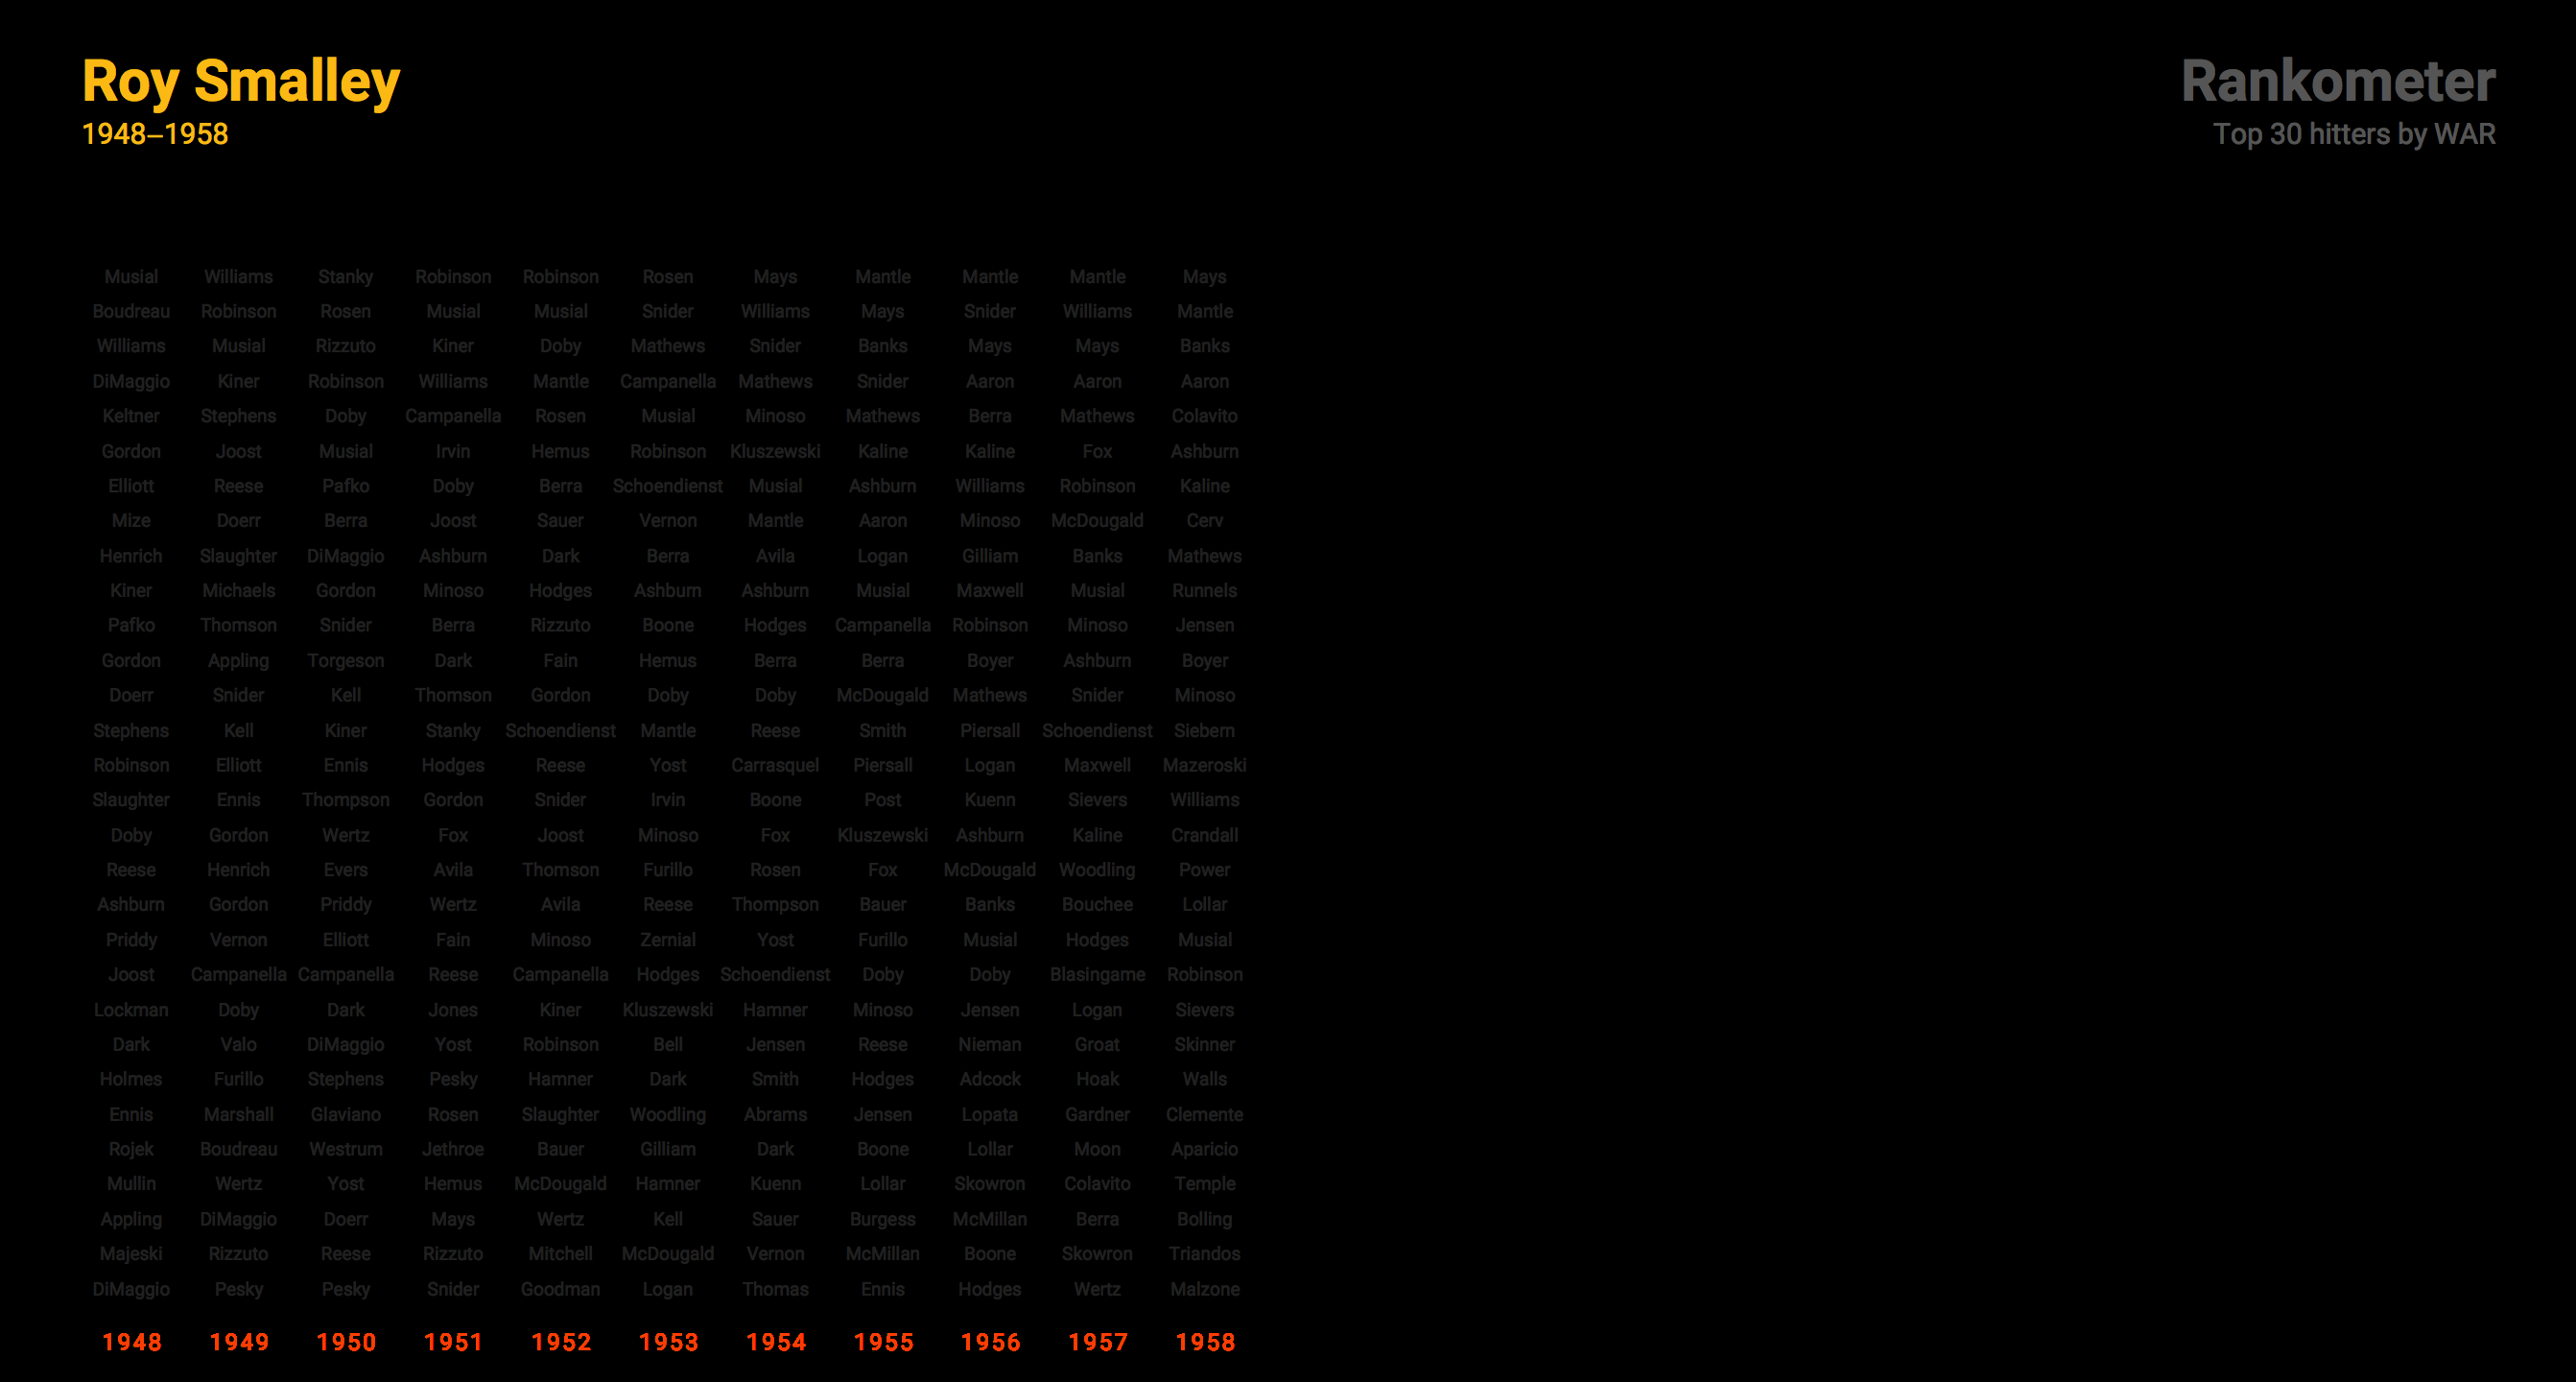 Roy Smalley
1948–1958
Rankometer
Top 30 hitters by WAR
Musial Williams Stanky Robinson Robinson Rosen Mays Mantle Mantle Mantle Mays
Boudreau Robinson Rosen Musial Musial Snider Williams Mays Snider Williams Mantle
Williams Musial Rizzuto Kiner Doby Mathews Snider Banks Mays Mays Banks
DiMaggio Kiner Robinson Williams Mantle Campanella Mathews Snider Aaron Aaron Aaron
Keltner Stephens Doby Campanella Rosen Musial Minoso Mathews Berra Mathews Colavito
Gordon Joost Musial Irvin Hemus Robinson Kluszewski Kaline Kaline Fox Ashburn
Elliott Reese Pafko Doby Berra Schoendienst Musial Ashburn Williams Robinson Kaline
Mize Doerr Berra Joost Sauer Vernon Mantle Aaron Minoso McDougald Cerv
Henrich Slaughter DiMaggio Ashburn Dark Berra Avila Logan Gilliam Banks Mathews
Kiner Michaels Gordon Minoso Hodges Ashburn Ashburn Musial Maxwell Musial Runnels
Pafko Thomson Snider Berra Rizzuto Boone Hodges Campanella Robinson Minoso Jensen
Gordon Appling Torgeson Dark Fain Hemus Berra Berra Boyer Ashburn Boyer
Doerr Snider Kell Thomson Gordon Doby Doby McDougald Mathews Snider Minoso
Stephens Kell Kiner Stanky Schoendienst Mantle Reese Smith Piersall Schoendienst Siebern
Robinson Elliott Ennis Hodges Reese Yost Carrasquel Piersall Logan Maxwell Mazeroski
Slaughter Ennis Thompson Gordon Snider Irvin Boone Post Kuenn Sievers Williams
Doby Gordon Wertz Fox Joost Minoso Fox Kluszewski Ashburn Kaline Crandall
Reese Henrich Evers Avila Thomson Furillo Rosen Fox McDougald Woodling Power
Ashburn Gordon Priddy Wertz Avila Reese Thompson Bauer Banks Bouchee Lollar
Priddy Vernon Elliott Fain Minoso Zernial Yost Furillo Musial Hodges Musial
Joost Campanella Campanella Reese Campanella Hodges Schoendienst Doby Doby Blasingame Robinson
Lockman Doby Dark Jones Kiner Kluszewski Hamner Minoso Jensen Logan Sievers
Dark Valo DiMaggio Yost Robinson Bell Jensen Reese Nieman Groat Skinner
Holmes Furillo Stephens Pesky Hamner Dark Smith Hodges Adcock Hoak Walls
Ennis Marshall Glaviano Rosen Slaughter Woodling Abrams Jensen Lopata Gardner Clemente
Rojek Boudreau Westrum Jethroe Bauer Gilliam Dark Boone Lollar Moon Aparicio
Mullin Wertz Yost Hemus McDougald Hamner Kuenn Lollar Skowron Colavito Temple
Appling DiMaggio Doerr Mays Wertz Kell Sauer Burgess McMillan Berra Bolling
Majeski Rizzuto Reese Rizzuto Mitchell McDougald Vernon McMillan Boone Skowron Triandos
DiMaggio Pesky Pesky Snider Goodman Logan Thomas Ennis Hodges Wertz Malzone
1948 1949 1950 1951 1952 1953 1954 1955 1956 1957 1958